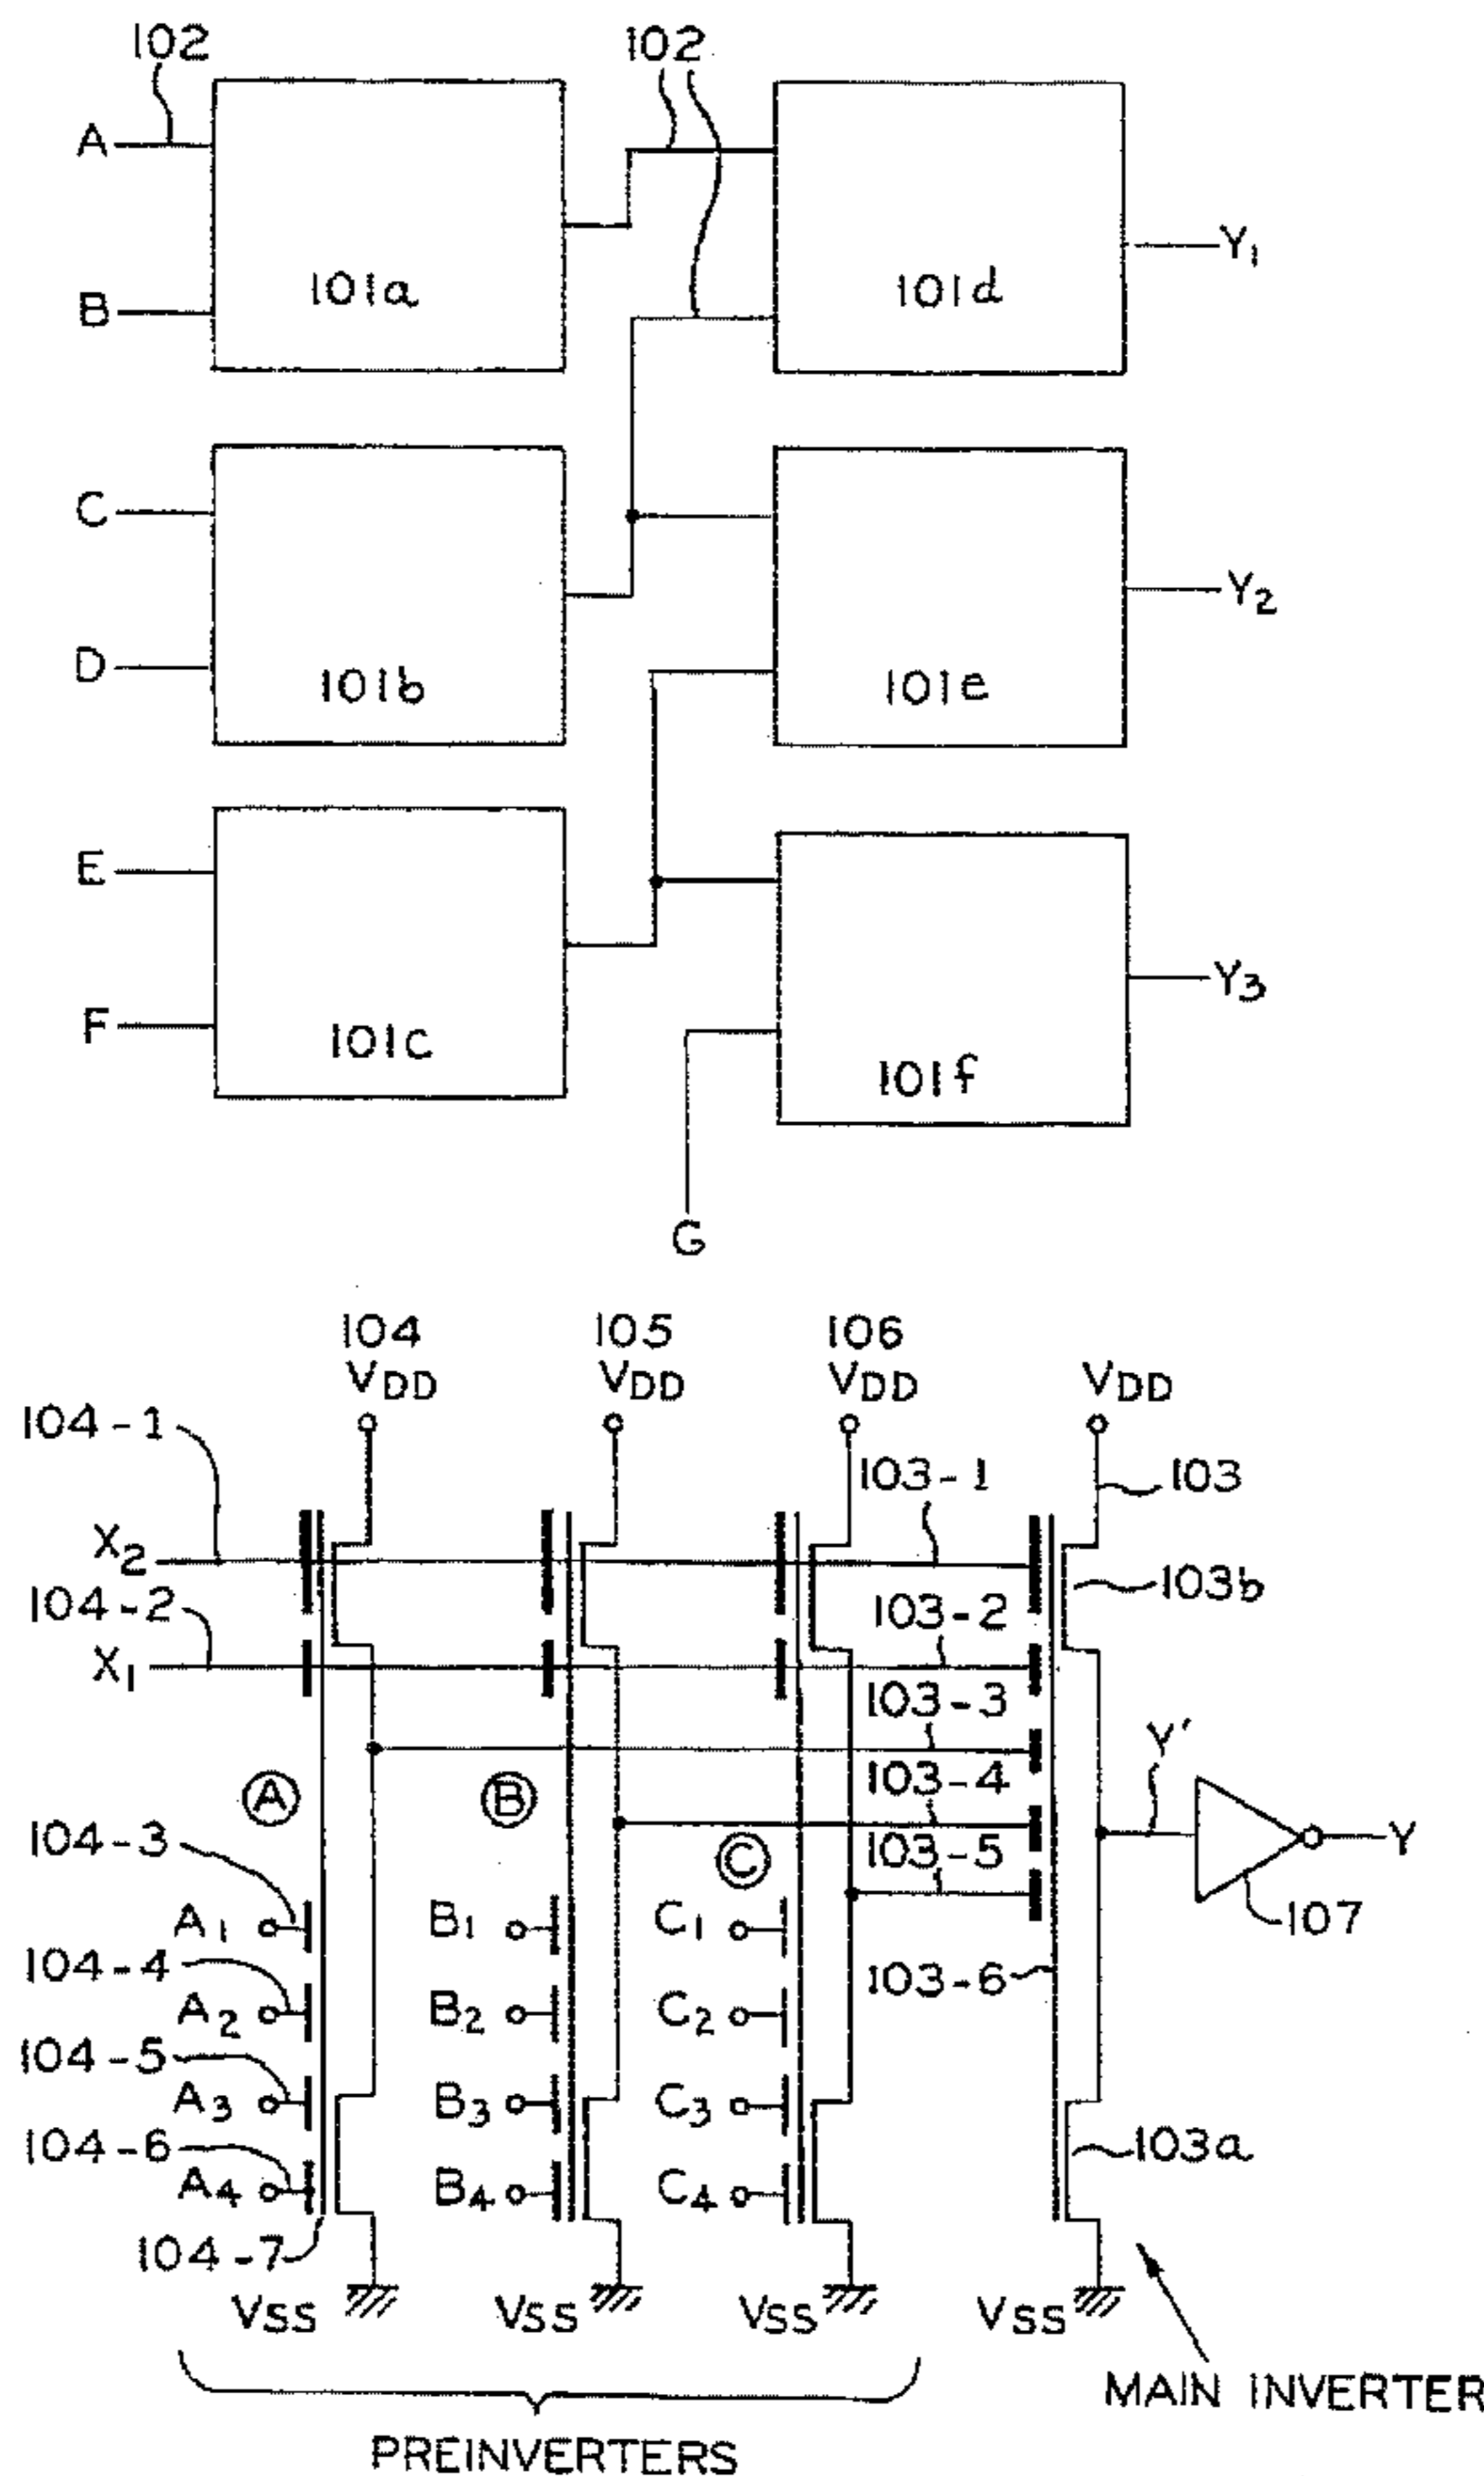 102 102
A
B
101a
101d
Y1
C
D
101b
101e
Y2
E
F
101c
101f
Y3
G
104 105 106
VDD VDD VDD VDD
104-1
103-1
103
X2
103b
104-2
103-2
X1
103-3
V'
A
B
103-4
104-3
C
103-5
Y
107
A1 B1 C1
104-4
103-6
A2 B2 C2
104-5
A3 B3 C3
104-6
103a
A4 B4 C4
104-7
VSS VSS VSS VSS
MAIN INVERTER
PREINVERTERS